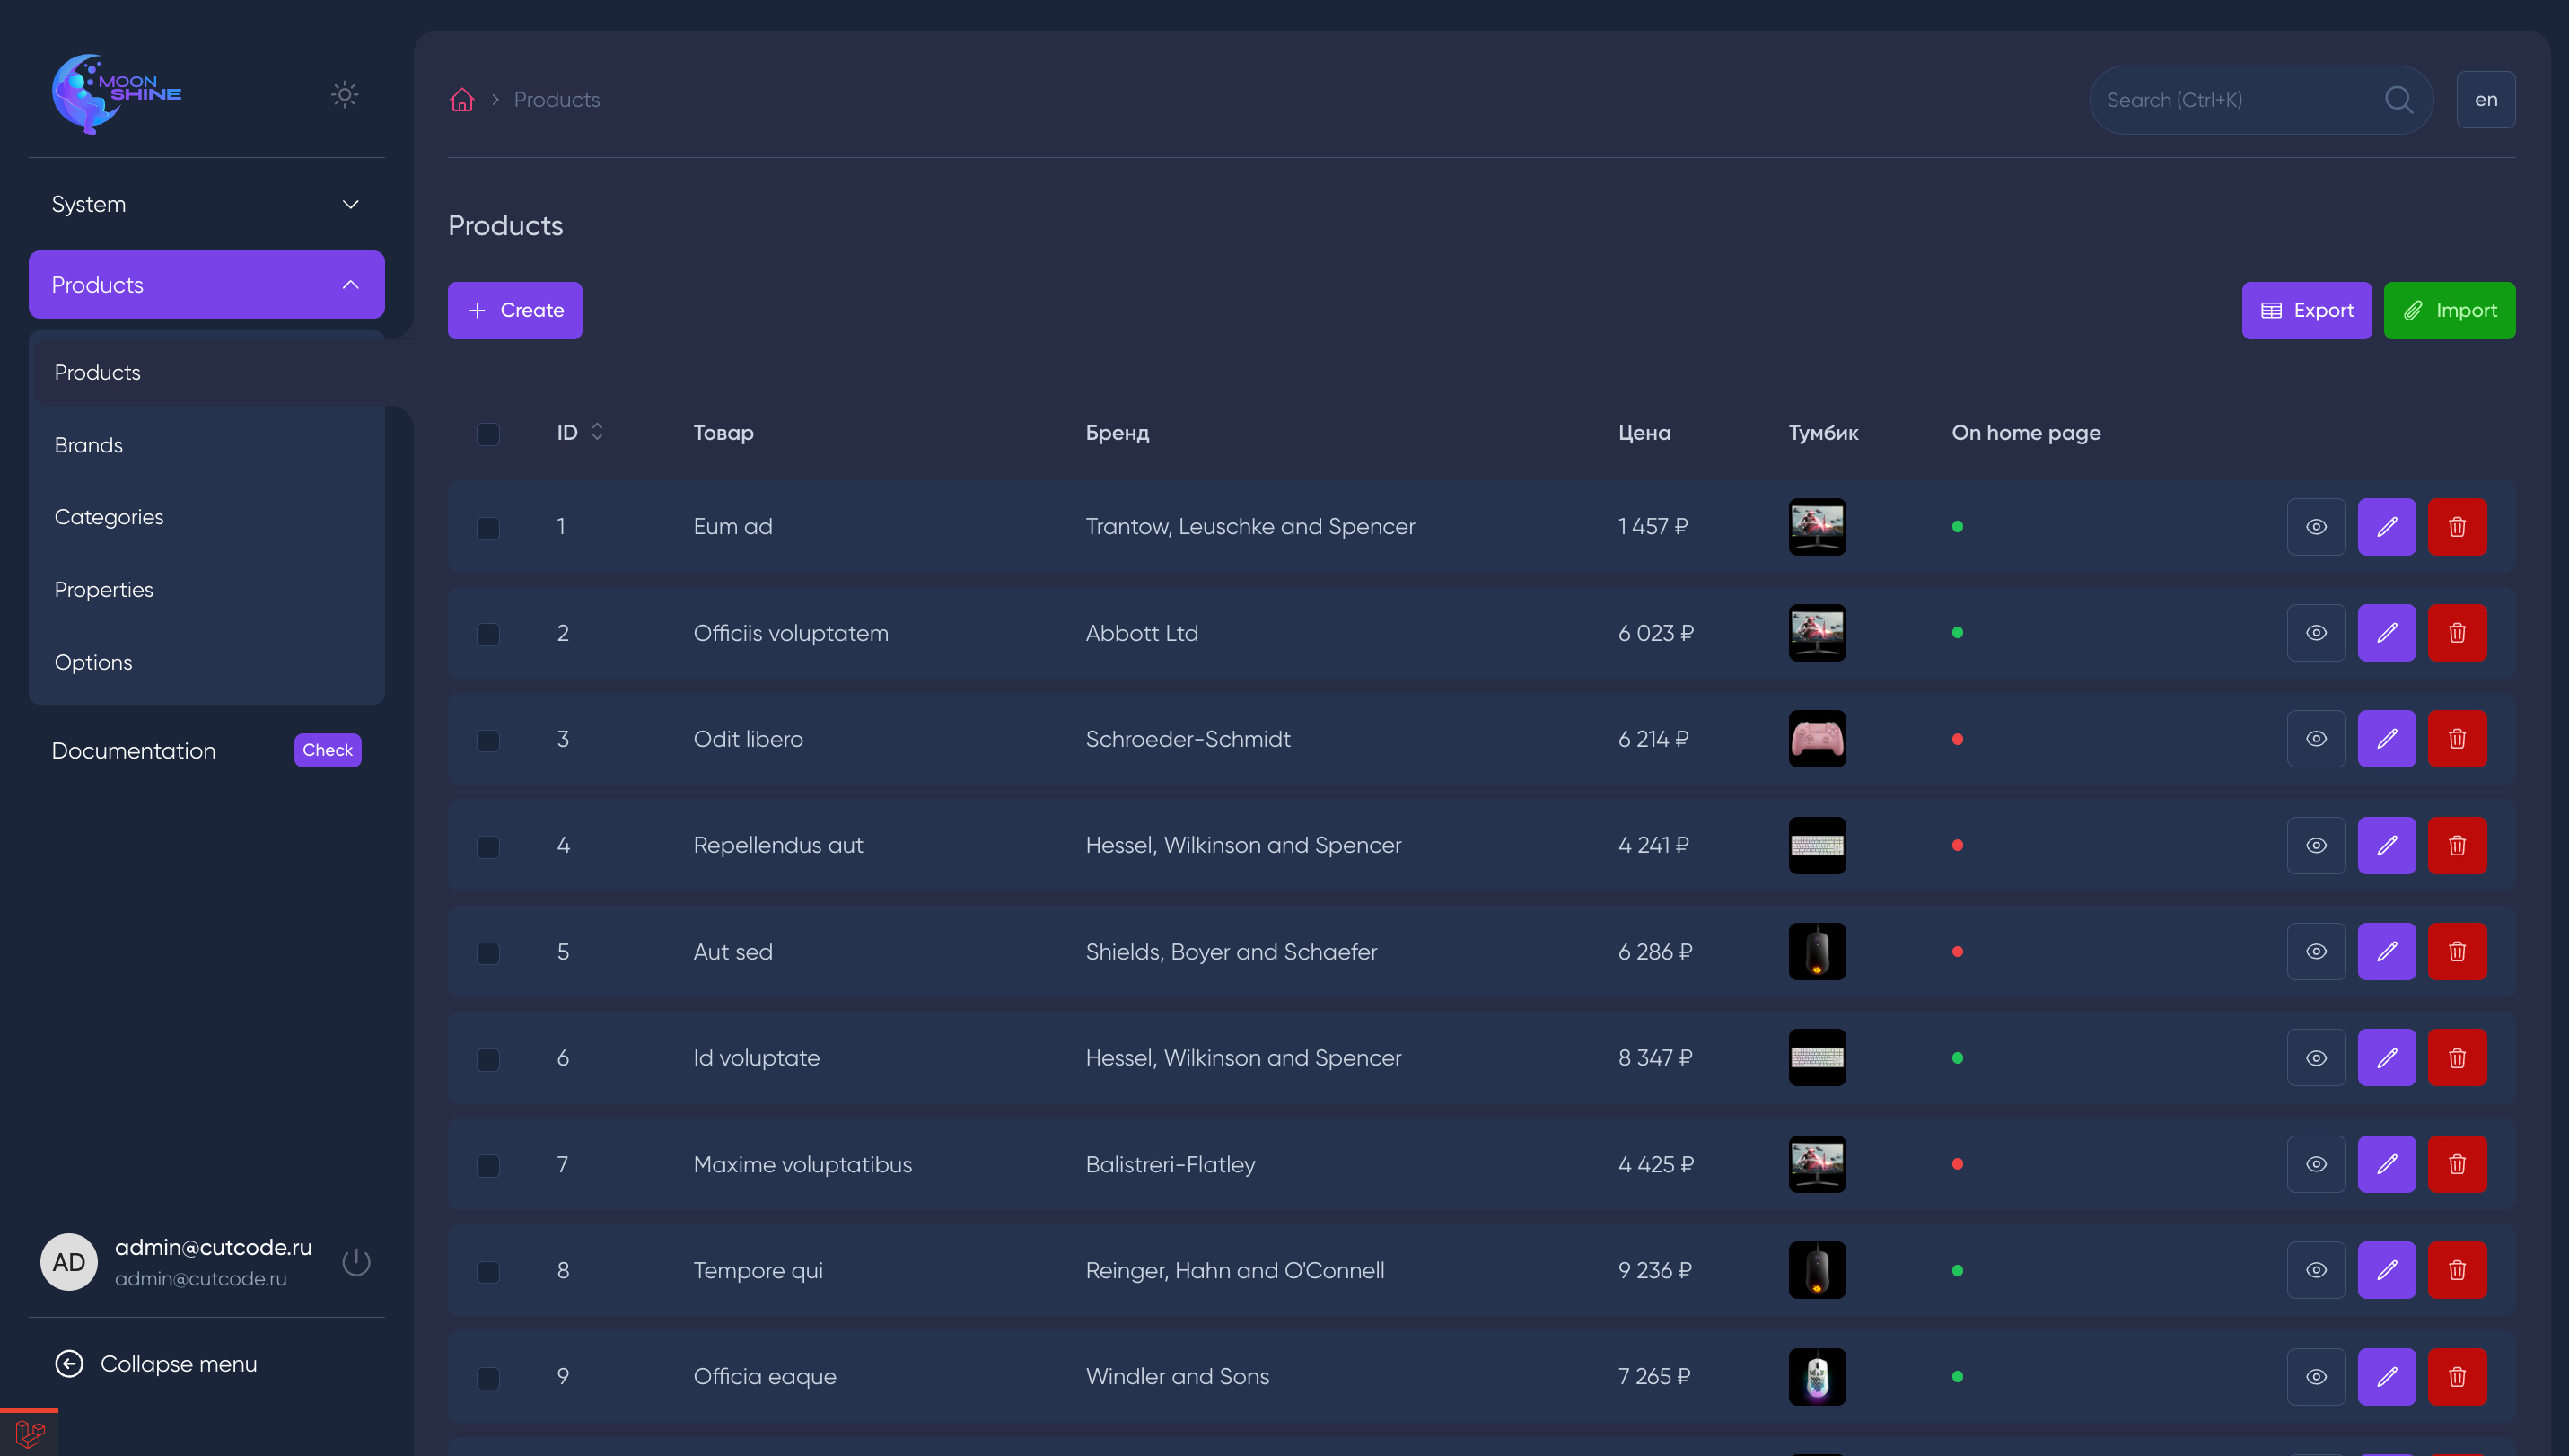 MOON
SHINE
System
Products
Products
Brands
Categories
Properties
Options
Documentation
Check
AD
admin@cutcode.ru
admin@cutcode.ru
Collapse menu
Products
Search (Ctrl+K)
en
Products
Create
Export
Import
ID Товар Бренд Цена Тумбик On home page
1 Eum ad Trantow, Leuschke and Spencer 1 457 ₽
2 Officiis voluptatem Abbott Ltd 6 023 ₽
3 Odit libero Schroeder-Schmidt 6 214 ₽
4 Repellendus aut Hessel, Wilkinson and Spencer 4 241 ₽
5 Aut sed Shields, Boyer and Schaefer 6 286 ₽
6 Id voluptate Hessel, Wilkinson and Spencer 8 347 ₽
7 Maxime voluptatibus Balistreri-Flatley 4 425 ₽
8 Tempore qui Reinger, Hahn and O'Connell 9 236 ₽
9 Officia eaque Windler and Sons 7 265 ₽